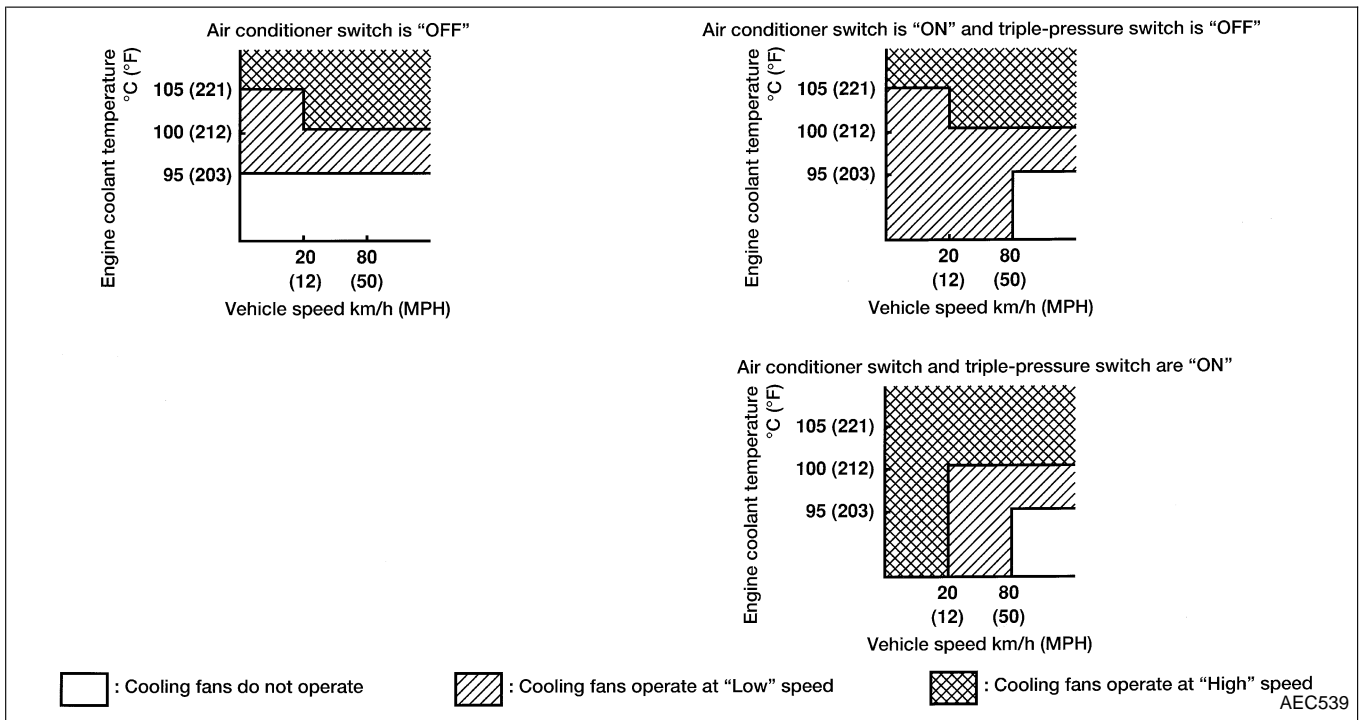 Air conditioner switch is “OFF”
Engine coolant temperature
°C (°F)
105 (221)
100 (212)
95 (203)
20
80
(12)
(50)
Vehicle speed km/h (MPH)
Air conditioner switch is “ON” and triple-pressure switch is “OFF”
Engine coolant temperature
°C (°F)
105 (221)
100 (212)
95 (203)
20
80
(12)
(50)
Vehicle speed km/h (MPH)
Air conditioner switch and triple-pressure switch are “ON”
Engine coolant temperature
°C (°F)
105 (221)
100 (212)
95 (203)
20
80
(12)
(50)
Vehicle speed km/h (MPH)
: Cooling fans do not operate
: Cooling fans operate at “Low” speed
: Cooling fans operate at “High” speed
AEC539